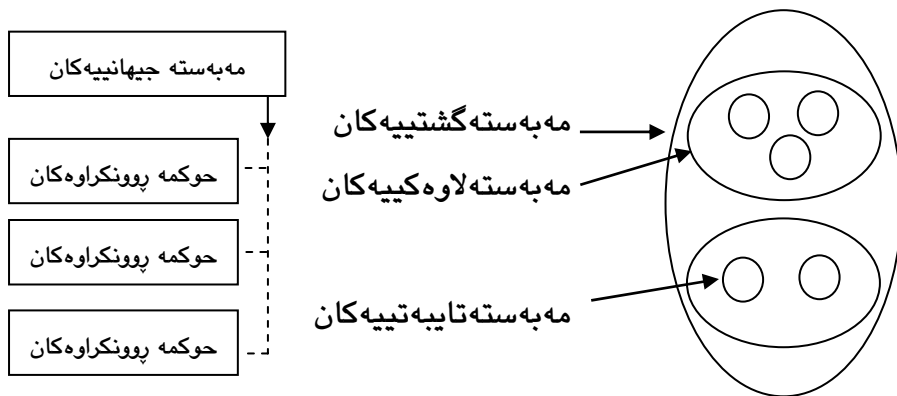 مەبەستە جیهانییەکان
حوکمە ڕوونکراوەکان
حوکمە ڕوونکراوەکان
حوکمە ڕوونکراوەکان
مەبەستەگشتییەکان
مەبەستەلاوەکییەکان
مەبەستەتایبەتییەکان